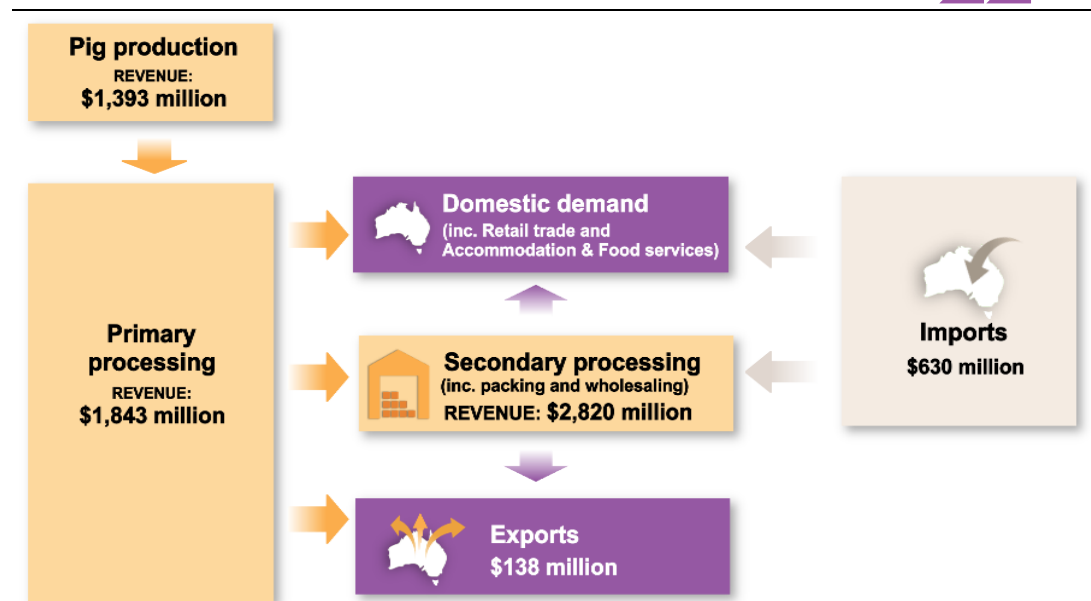 Pig production
REVENUE:
$1,393 million
Primary
processing
REVENUE:
$1,843 million
Domestic demand
(inc. Retail trade and
Accommodation & Food services)
Secondary processing
(inc. packing and wholesaling)
REVENUE: $2,820 million
Exports
$138 million
Imports
$630 million